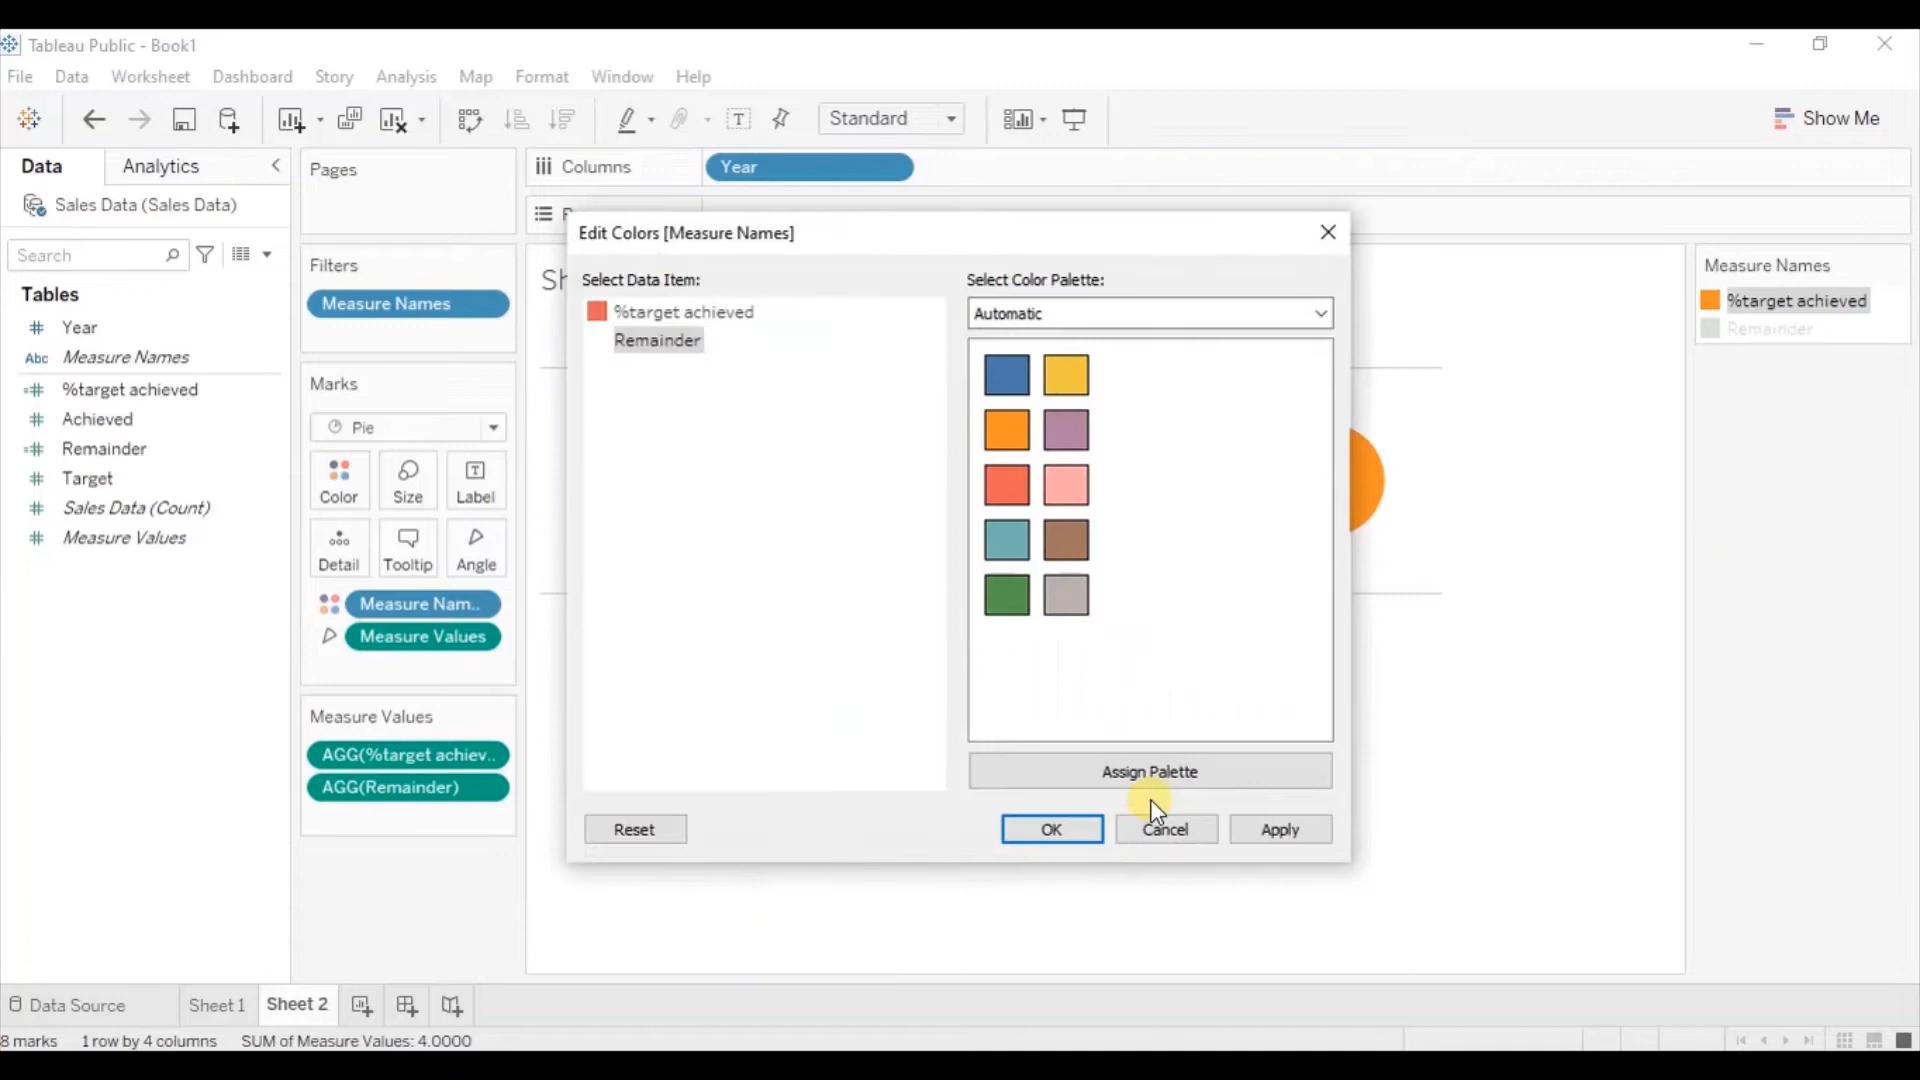 Tableau Public - Book1
File Data Worksheet Dashboard Story Analysis Map Format Window Help
Standard
Show Me
Data Analytics
Sales Data (Sales Data)
Search
Tables
Year
Abc Measure Names
%target achieved
Achieved
Remainder
Target
Sales Data (Count)
Measure Values
Pages
Filters
Measure Names
Marks
Pie
Color Size Label
Detail Tooltip Angle
Measure Nam..
Measure Values
Measure Values
AGG(%target achiev..
AGG(Remainder)
Columns Year
Sh
Edit Colors [Measure Names]
Select Data Item:
%target achieved
Remainder
Select Color Palette:
Automatic
Assign Palette
Reset OK Cancel Apply
Measure Names
%target achieved
Remainder
Data Source Sheet 1 Sheet 2
8 marks 1 row by 4 columns SUM of Measure Values: 4.0000